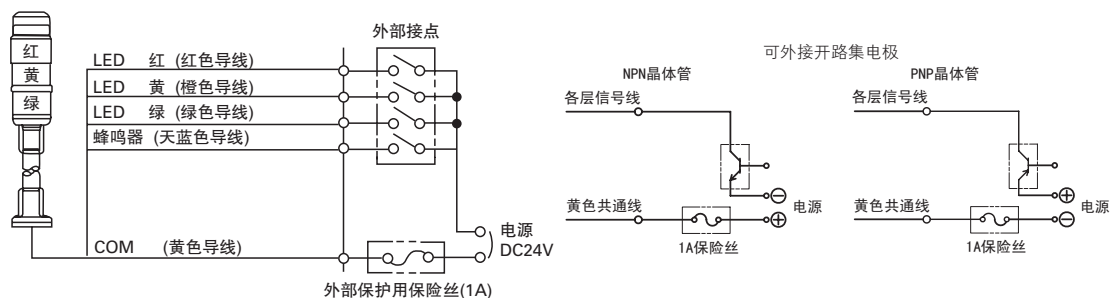 外部接点
红
黄
绿
LED 红 (红色导线)
LED 黄 (橙色导线)
LED 绿 (绿色导线)
蜂鸣器 (天蓝色导线)
COM (黄色导线)
电源
DC24V
外部保护用保险丝(1A)
可外接开路集电极
NPN晶体管
各层信号线
黄色共通线
电源
1A保险丝
PNP晶体管
各层信号线
黄色共通线
电源
1A保险丝